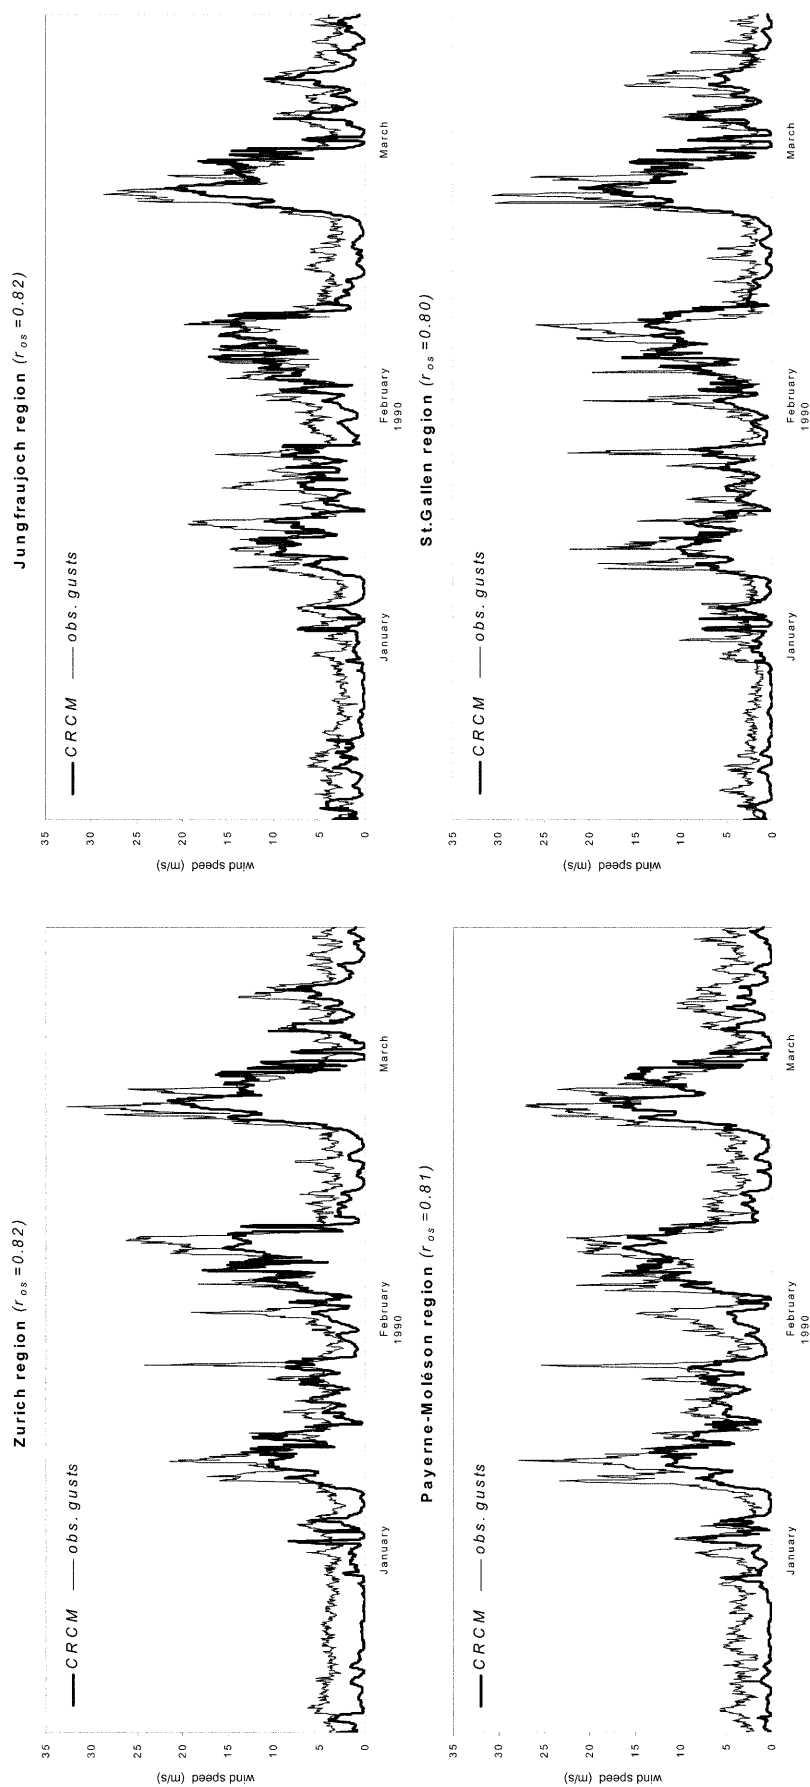 Zurich region (r os =0.82)
CRCM
obs. gusts
wind speed (m/s)
35
30
25
20
15
10
5
0
January
February
1990
March
Jungfraujoch region (r os =0.82)
CRCM
obs. gusts
wind speed (m/s)
35
30
25
20
15
10
5
0
January
February
1990
March
Payerne-Moléson region (r os =0.81)
CRCM
obs. gusts
wind speed (m/s)
35
30
25
20
15
10
5
0
January
February
1990
March
St.Gallen region (r os =0.80)
CRCM
obs. gusts
wind speed (m/s)
35
30
25
20
15
10
5
0
January
February
1990
March